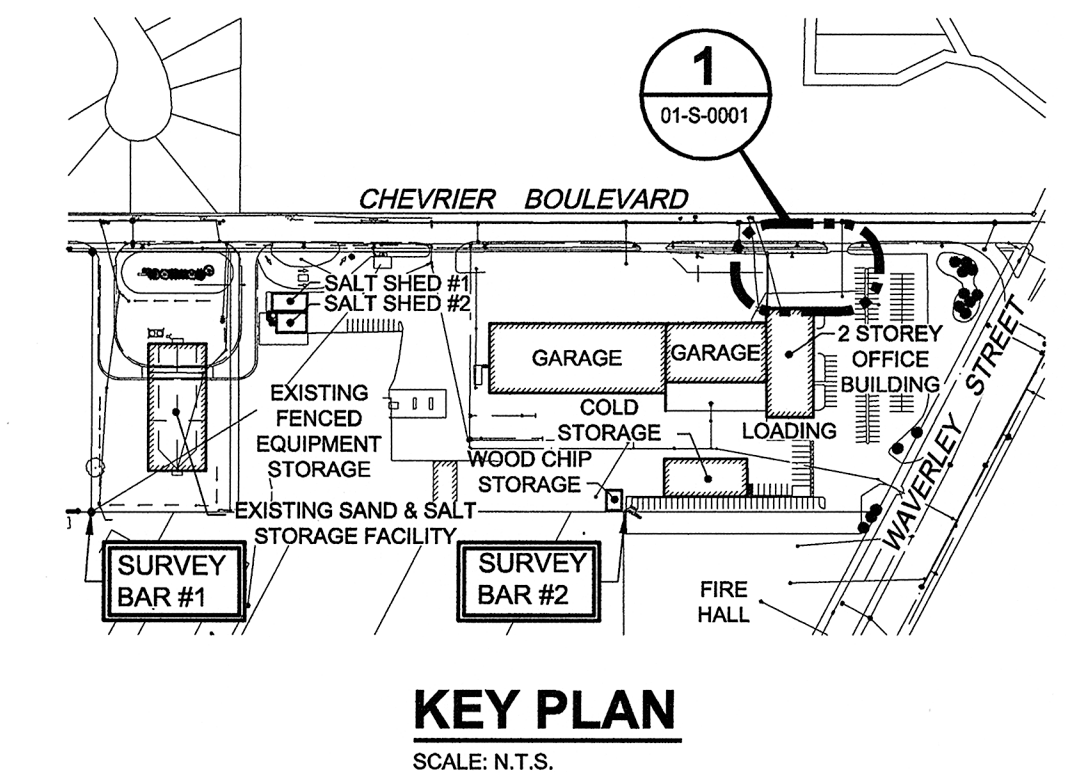 1
01-S-0001
CHEVRIER BOULEVARD
SALT SHED #1
SALT SHED #2
GARAGE
GARAGE
2 STOREY
OFFICE
BUILDING
EXISTING
FENCED
EQUIPMENT
STORAGE
COLD
STORAGE
LOADING
WOOD CHIP
STORAGE
WAVERLEY STREET
EXISTING SAND & SALT
STORAGE FACILITY
SURVEY
BAR #1
SURVEY
BAR #2
FIRE
HALL
KEY PLAN
SCALE: N.T.S.